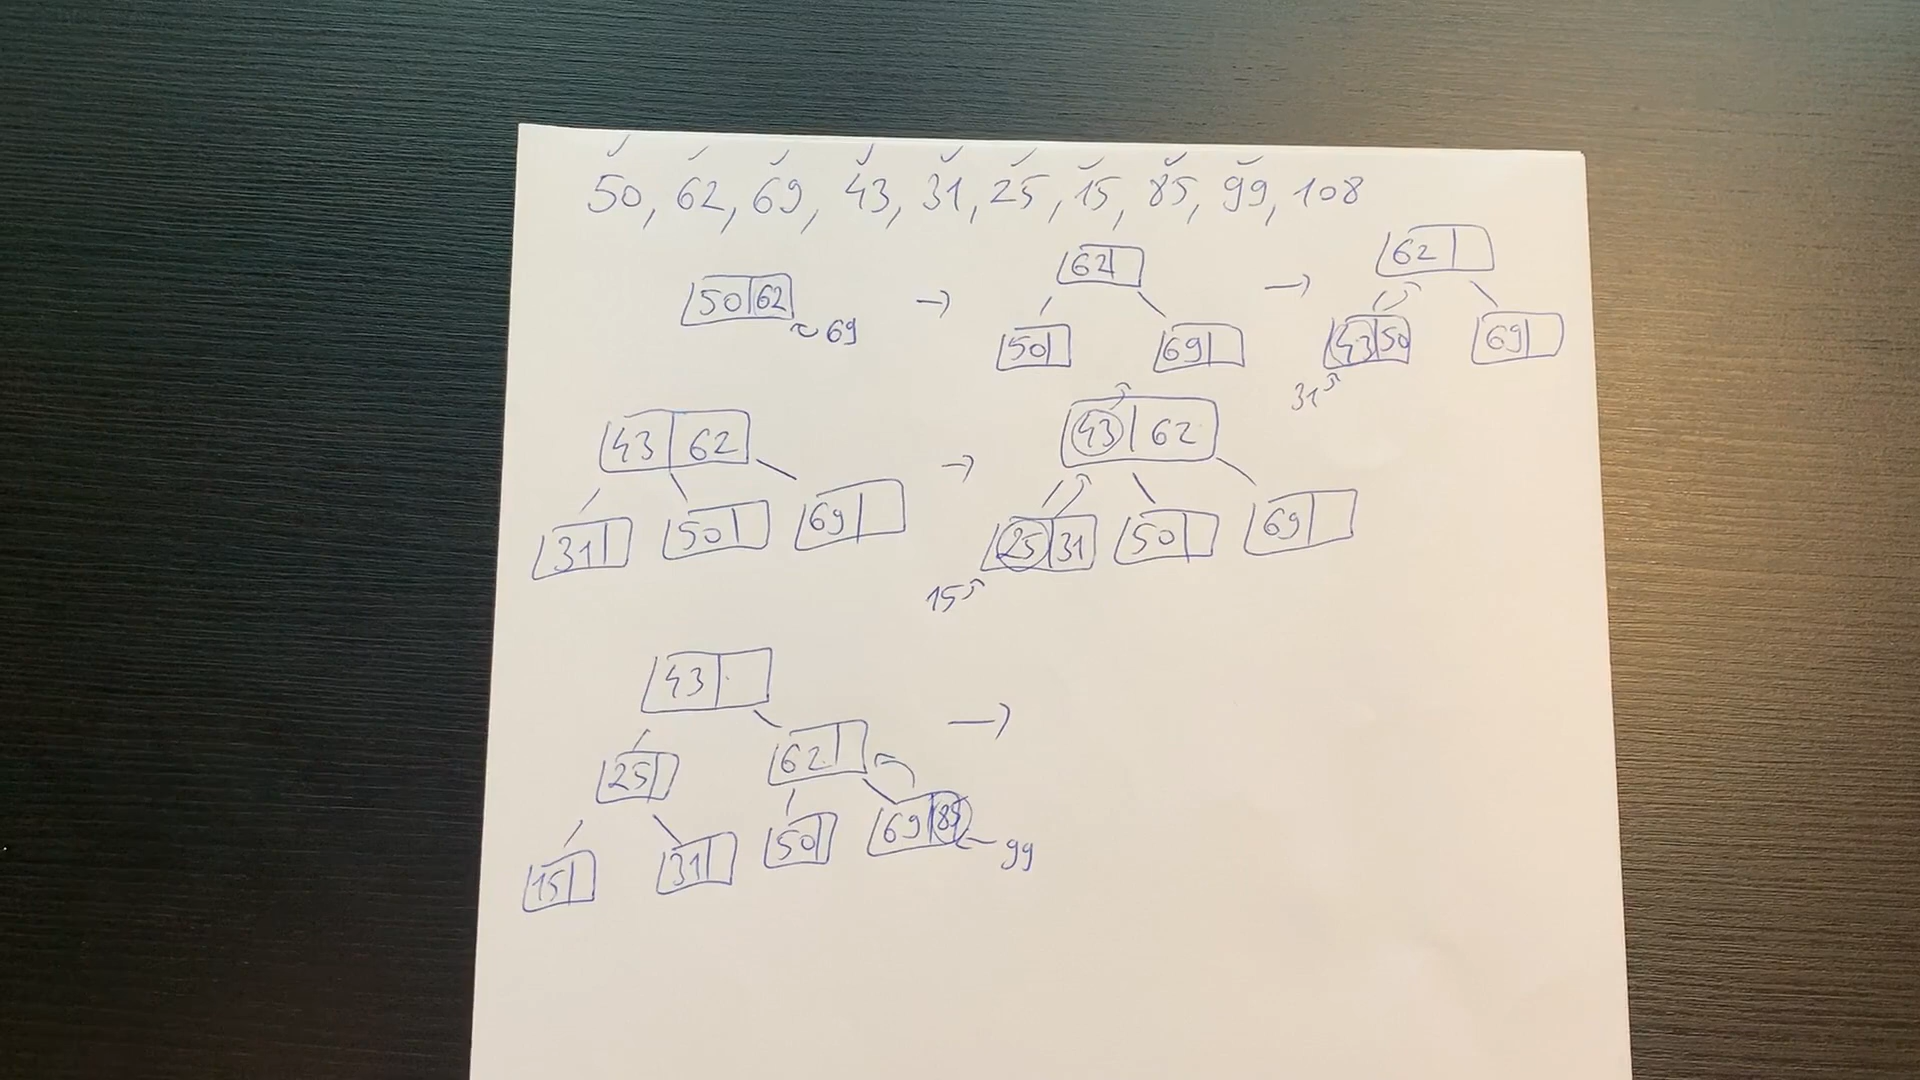 50, 62, 69, 43, 31, 25, 15, 85, 99, 108
50 62
69
62
50 69
62
43 50 69
31
43 62
31 50 69
43 62
25 31 50 69
15
43
25 62
15 31 50 69 85
99